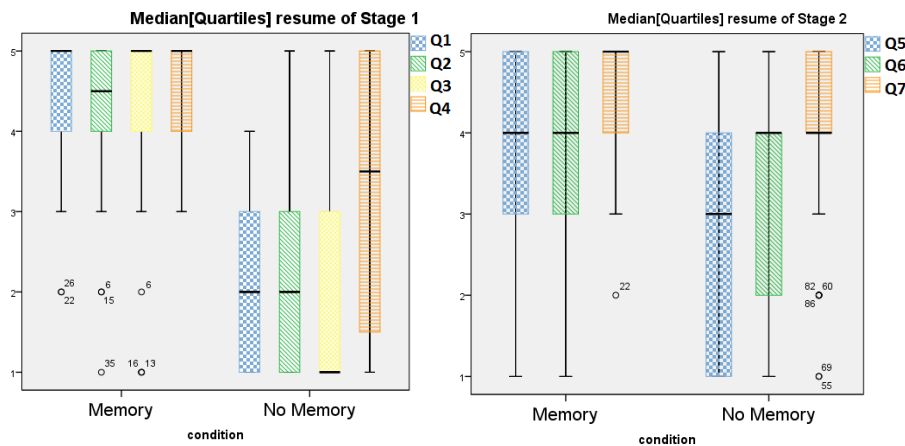 Median[Quartiles] resume of Stage 1
Q1
Q2
Q3
Q4
5
4
3
2
1
26
22
6
15
35
6
16 13
Memory No Memory
condition
Median[Quartiles] resume of Stage 2
Q5
Q6
Q7
5
4
3
2
1
22
82 60
86
69
55
Memory No Memory
condition